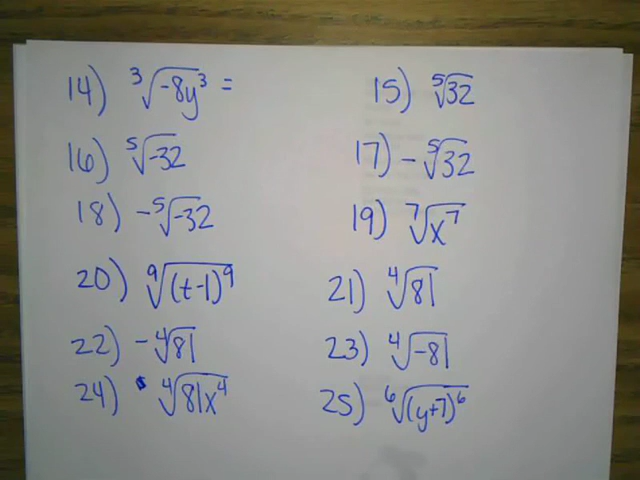 14) ∛(-8y³) =
15) ⁵√32
16) ⁵√-32
17) -⁵√32
18) -⁵√-32
19) ⁷√x⁷
20) ⁹√(t-1)⁹
21) ⁴√81
22) -⁴√81
23) ⁴√-81
24) ⁴√81x⁴
25) ⁶√(y+7)⁶